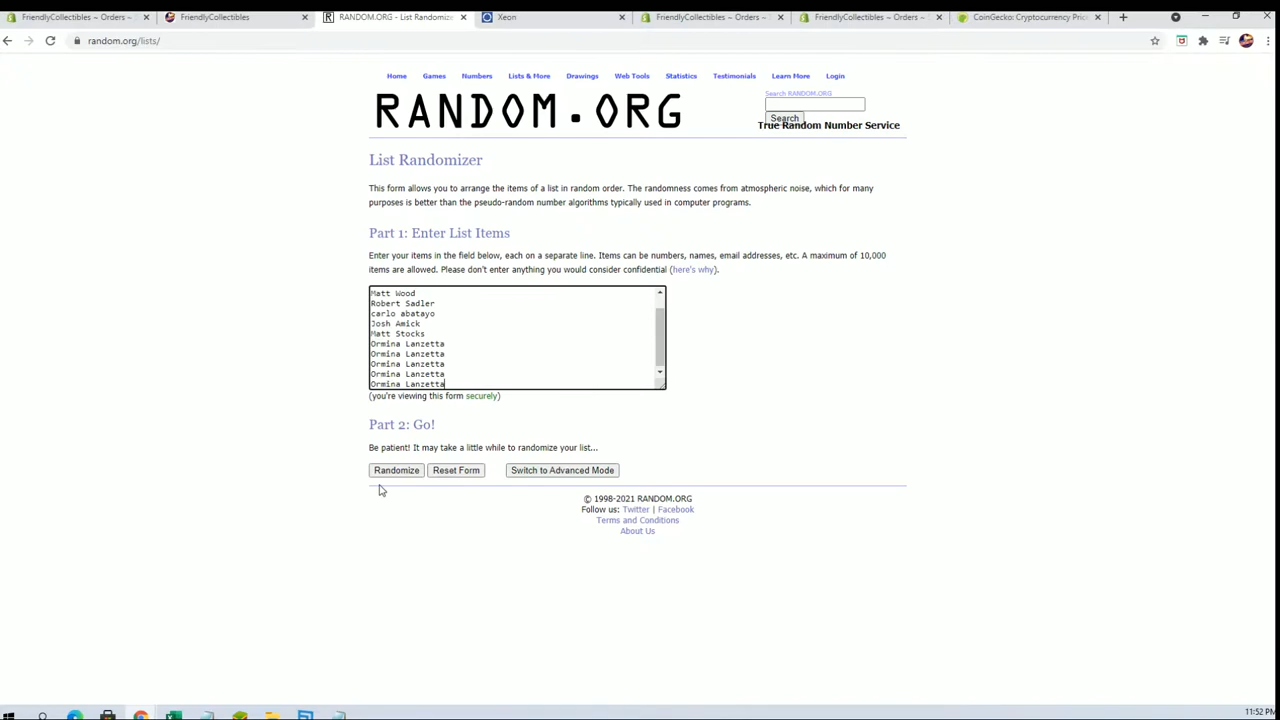 FriendlyCollectibles ~ Orders ~
FriendlyCollectibles
RANDOM.ORG - List Randomizer
Xeon
FriendlyCollectibles ~ Orders ~
FriendlyCollectibles ~ Orders ~
CoinGecko: Cryptocurrency Price
random.org/lists/
Home Games Numbers Lists & More Drawings Web Tools Statistics Testimonials Learn More Login
RANDOM.ORG
Search RANDOM.ORG
Search
True Random Number Service
List Randomizer
This form allows you to arrange the items of a list in random order. The randomness comes from atmospheric noise, which for many
purposes is better than the pseudo-random number algorithms typically used in computer programs.
Part 1: Enter List Items
Enter your items in the field below, each on a separate line. Items can be numbers, names, email addresses, etc. A maximum of 10,000
items are allowed. Please don't enter anything you would consider confidential (here's why).
Matt Wood
Robert Sadler
carlo abatayo
Josh Amick
Matt Stocks
Ormina Lanzetta
Ormina Lanzetta
Ormina Lanzetta
Ormina Lanzetta
Ormina Lanzetta
(you're viewing this form securely)
Part 2: Go!
Be patient! It may take a little while to randomize your list...
Randomize Reset Form Switch to Advanced Mode
© 1998-2021 RANDOM.ORG
Follow us: Twitter | Facebook
Terms and Conditions
About Us
11:52 PM